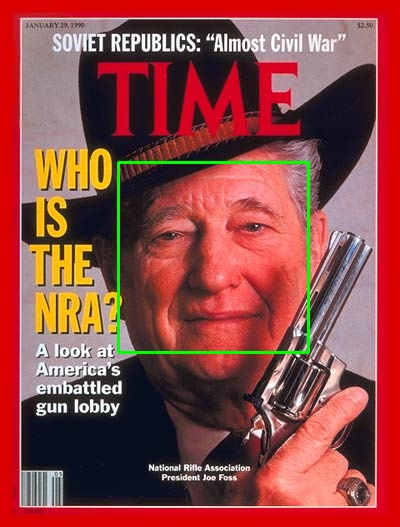 JANUARY 29, 1990
$2.50
SOVIET REPUBLICS: “Almost Civil War”
TIME
WHO
IS
THE
NRA?
A look at
America's
embattled
gun lobby
National Rifle Association
President Joe Foss
05